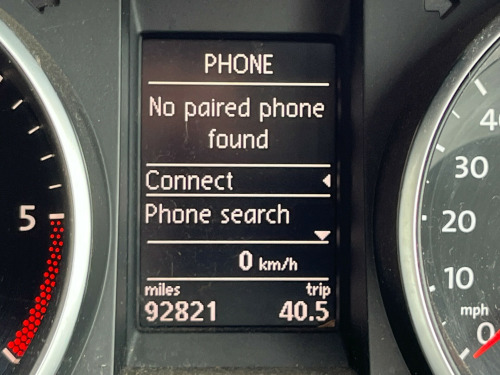 PHONE
No paired phone
found
Connect
Phone search
0 km/h
miles trip
92821 40.5
5
40
30
20
10
mph
0